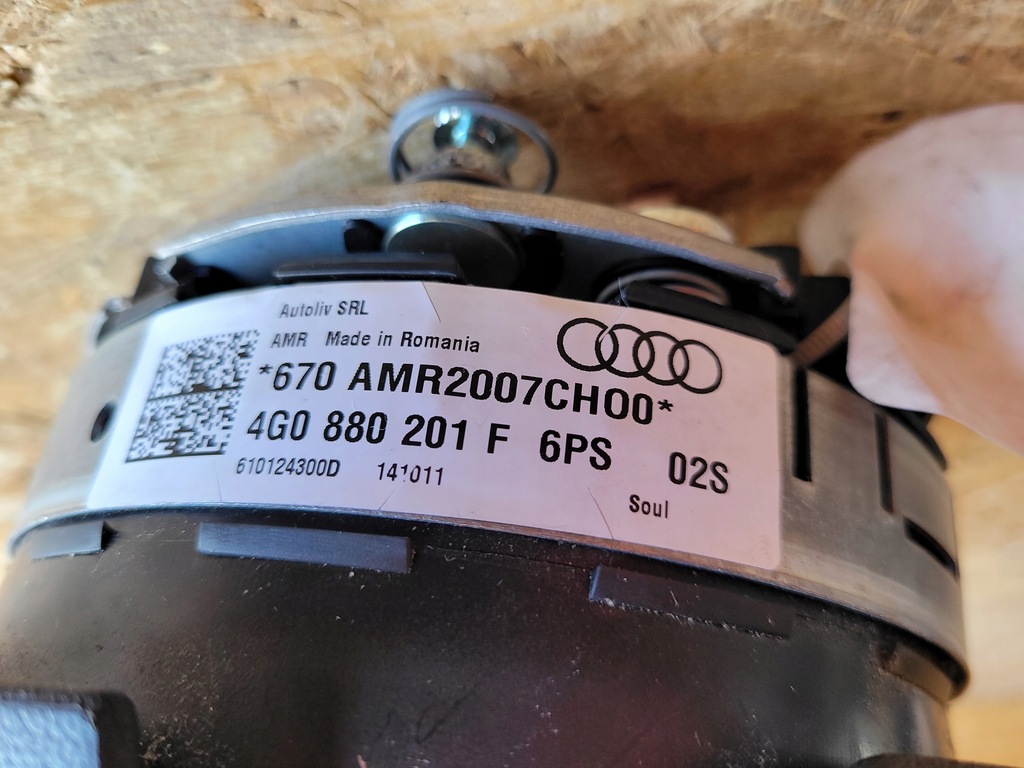 Autoliv SRL
AMR Made in Romania
*670 AMR2007CH00*
4G0 880 201 F 6PS 02S
610124300D 141011
Soul